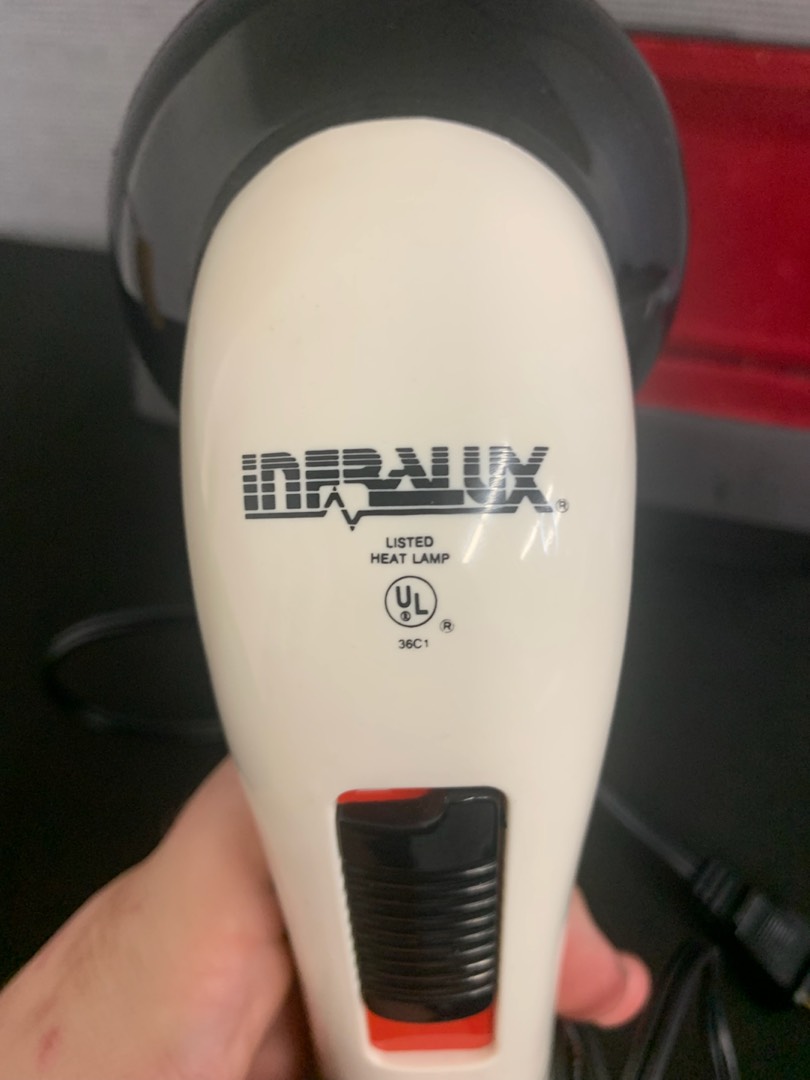 INFRALUX®
LISTED
HEAT LAMP
UL
®
36C1